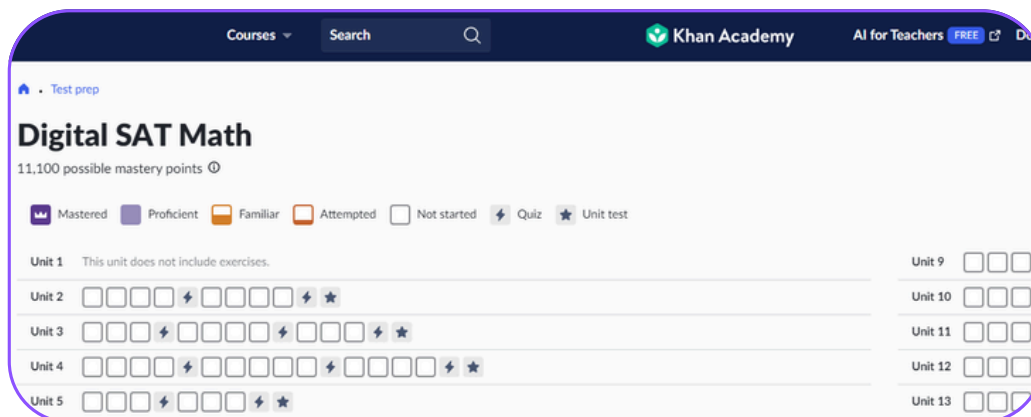 Courses Search Khan Academy AI for Teachers FREE
Test prep
Digital SAT Math
11,100 possible mastery points
Mastered Proficient Familiar Attempted Not started Quiz Unit test
Unit 1 This unit does not include exercises. Unit 9
Unit 2 Unit 10
Unit 3 Unit 11
Unit 4 Unit 12
Unit 5 Unit 13